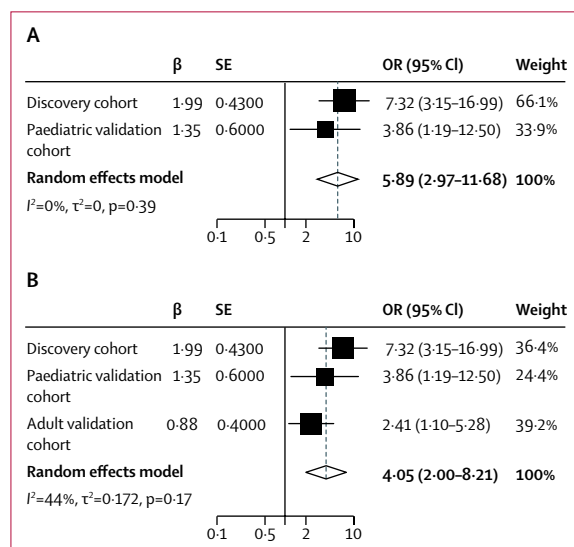 A
β SE OR (95% Cl) Weight
Discovery cohort 1·99 0·4300 7·32 (3·15–16·99) 66·1%
Paediatric validation 1·35 0·6000 3·86 (1·19–12·50) 33·9%
cohort
Random effects model 5·89 (2·97–11·68) 100%
I²=0%, τ²=0, p=0·39
0·1 0·5 2 10
B
β SE OR (95% Cl) Weight
Discovery cohort 1·99 0·4300 7·32 (3·15–16·99) 36·4%
Paediatric validation 1·35 0·6000 3·86 (1·19–12·50) 24·4%
cohort
Adult validation 0·88 0·4000 2·41 (1·10–5·28) 39·2%
cohort
Random effects model 4·05 (2·00–8·21) 100%
I²=44%, τ²=0·172, p=0·17
0·1 0·5 2 10